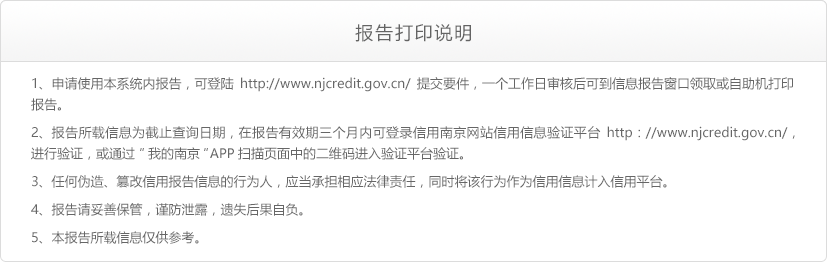 报告打印说明
1、申请使用本系统内报告，可登陆 http://www.njcredit.gov.cn/ 提交要件，一个工作日审核后可到信息报告窗口领取或自助机打印
报告。
2、报告所载信息为截止查询日期，在报告有效期三个月内可登录信用南京网站信用信息验证平台 http：//www.njcredit.gov.cn/，
进行验证，或通过 “ 我的南京 ”APP 扫描页面中的二维码进入验证平台验证。
3、任何伪造、篡改信用报告信息的行为人，应当承担相应法律责任，同时将该行为作为信用信息计入信用平台。
4、报告请妥善保管，谨防泄露，遗失后果自负。
5、本报告所载信息仅供参考。